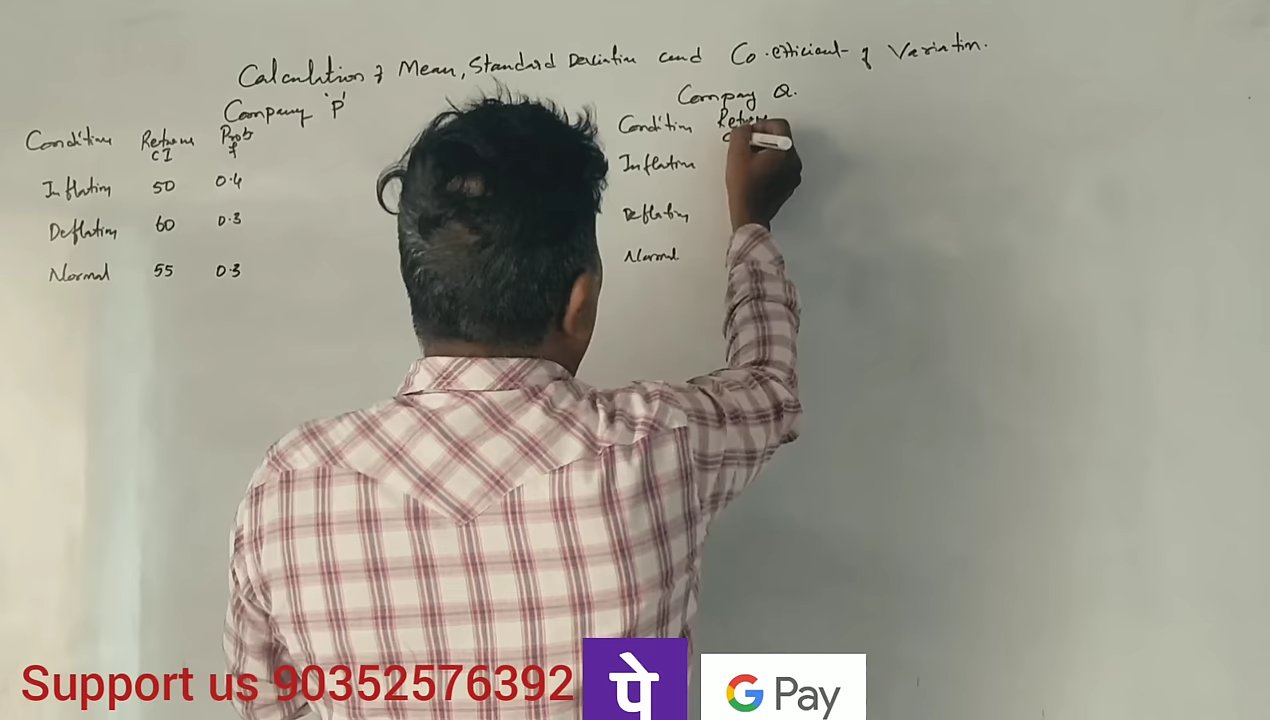 Calculation of Mean, Standard Deviation and Co-efficient of Variation.
Company 'P'
Condition Returns Prob
CI f
Inflation 50 0.4
Deflation 60 0.3
Normal 55 0.3
Company Q.
Condition
Inflation
Deflation
Normal
Support us 90352576392
पे
G Pay